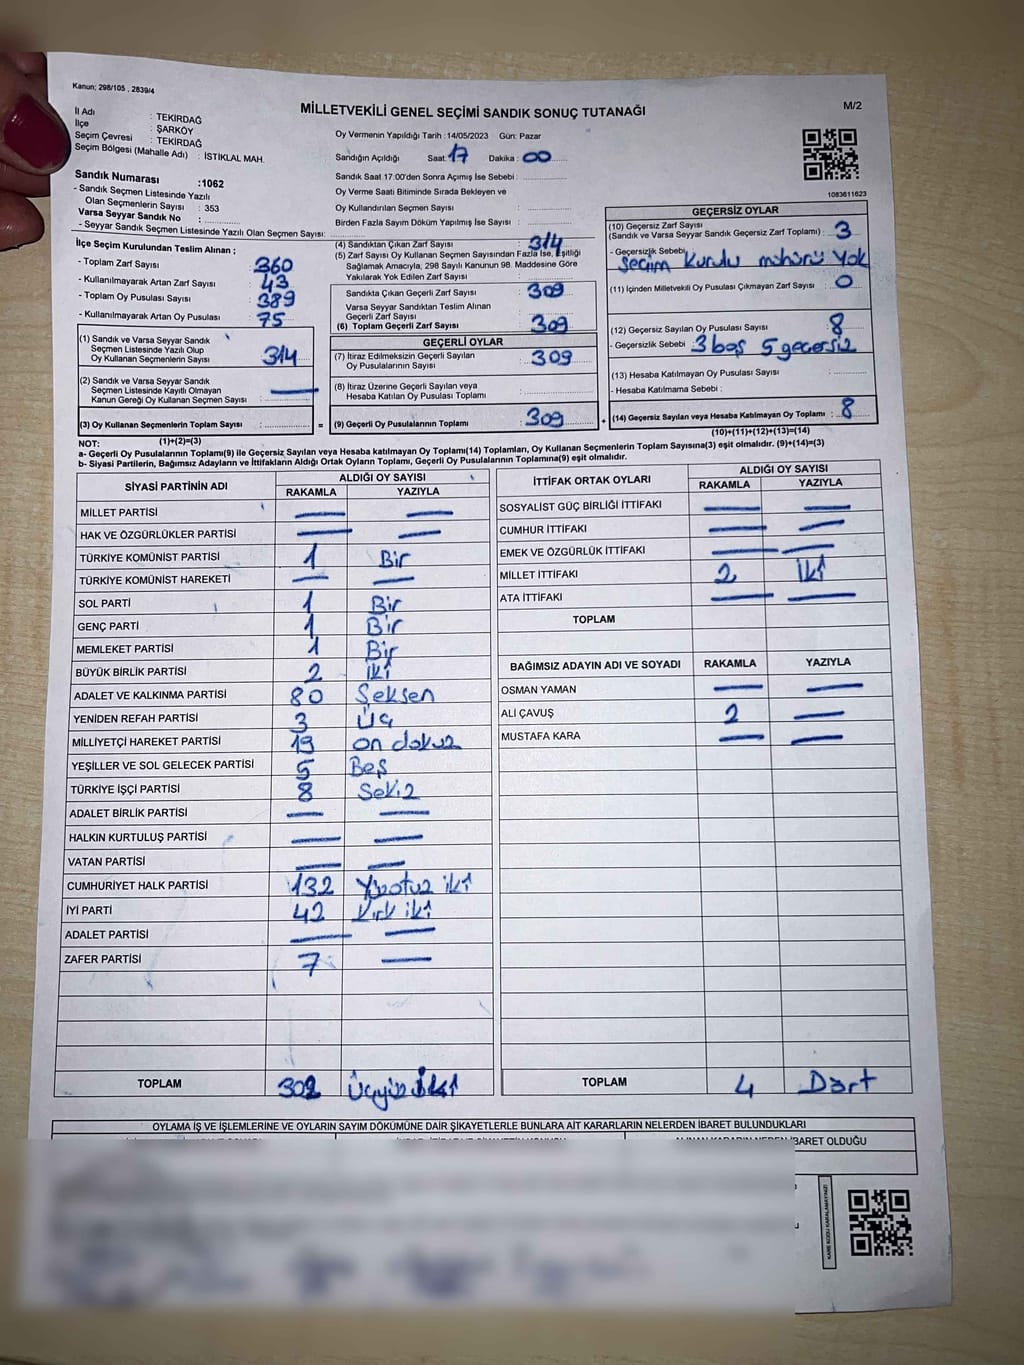 Kanun; 298/105 , 2839/4
MİLLETVEKİLİ GENEL SEÇİMİ SANDIK SONUÇ TUTANAĞI
M/2
İl Adı : TEKİRDAĞ
İlçe : ŞARKÖY
Seçim Çevresi : TEKİRDAĞ
Seçim Bölgesi (Mahalle Adı) : İSTİKLAL MAH.
Sandık Numarası :1062
- Sandık Seçmen Listesinde Yazılı
Olan Seçmenlerin Sayısı : 353
Varsa Seyyar Sandık No :
- Seyyar Sandık Seçmen Listesinde Yazılı Olan Seçmen Sayısı:
Oy Vermenin Yapıldığı Tarih :14/05/2023 Gün: Pazar
Sandığın Açıldığı Saat: 17 Dakika : 00
Sandık Saat 17.00'den Sonra Açımış İse Sebebi :
Oy Verme Saati Bitiminde Sırada Bekleyen ve
Oy Kullandırılan Seçmen Sayısı :
Birden Fazla Sayım Döküm Yapılmış İse Sayısı :
1083611623
İlçe Seçim Kurulundan Teslim Alınan ;
- Toplam Zarf Sayısı : 360
- Kullanılmayarak Artan Zarf Sayısı : 43
- Toplam Oy Pusulası Sayısı : 389
- Kullanılmayarak Artan Oy Pusulası : 75
(1) Sandık ve Varsa Seyyar Sandık
Seçmen Listesinde Yazılı Olup
Oy Kullanan Seçmenlerin Sayısı : 314
(2) Sandık ve Varsa Seyyar Sandık
Seçmen Listesinde Kayıtlı Olmayan
Kanun Gereği Oy Kullanan Seçmen Sayısı :
(3) Oy Kullanan Seçmenlerin Toplam Sayısı : =
(1)+(2)=(3)
(4) Sandıktan Çıkan Zarf Sayısı : 314
(5) Zarf Sayısı Oy Kullanan Seçmen Sayısından Fazla İse, Eşitliği
Sağlamak Amacıyla, 298 Sayılı Kanunun 98. Maddesine Göre
Yakılarak Yok Edilen Zarf Sayısı :
Sandıkta Çıkan Geçerli Zarf Sayısı : 309
Varsa Seyyar Sandıktan Teslim Alınan
Geçerli Zarf Sayısı :
(6) Toplam Geçerli Zarf Sayısı : 309
GEÇERLİ OYLAR
(7) İtiraz Edilmeksizin Geçerli Sayılan
Oy Pusulalarının Sayısı : 309
(8) İtiraz Üzerine Geçerli Sayılan veya
Hesaba Katılan Oy Pusulası Toplamı :
(9) Geçerli Oy Pusulalarının Toplamı : 309 +
GEÇERSİZ OYLAR
(10) Geçersiz Zarf Sayısı
(Sandık ve Varsa Seyyar Sandık Geçersiz Zarf Toplamı) : 3
- Geçersizlik Sebebi : Seçim Kurulu mühürü yok
(11) İçinden Milletvekili Oy Pusulası Çıkmayan Zarf Sayısı : 0
(12) Geçersiz Sayılan Oy Pusulası Sayısı : 8
- Geçersizlik Sebebi : 3 boş 5 geçersiz
(13) Hesaba Katılmayan Oy Pusulası Sayısı :
- Hesaba Katılmama Sebebi :
(14) Geçersiz Sayılan veya Hesaba Katılmayan Oy Toplamı : 8
(10)+(11)+(12)+(13)=(14)
NOT:
a- Geçerli Oy Pusulalarının Toplamı(9) ile Geçersiz Sayılan veya Hesaba katılmayan Oy Toplamı(14) Toplamları, Oy Kullanan Seçmenlerin Toplam Sayısına(3) eşit olmalıdır. (9)+(14)=(3)
b- Siyasi Partilerin, Bağımsız Adayların ve İttifakların Aldığı Ortak Oyların Toplamı, Geçerli Oy Pusulalarının Toplamına(9) eşit olmalıdır.
SİYASİ PARTİNİN ADI ALDIĞI OY SAYISI
RAKAMLA YAZIYLA
MİLLET PARTİSİ — —
HAK VE ÖZGÜRLÜKLER PARTİSİ — —
TÜRKİYE KOMÜNİST PARTİSİ 1 Bir
TÜRKİYE KOMÜNİST HAREKETİ — —
SOL PARTİ 1 Bir
GENÇ PARTİ 1 Bir
MEMLEKET PARTİSİ 1 Bir
BÜYÜK BİRLİK PARTİSİ 2 iki
ADALET VE KALKINMA PARTİSİ 80 Seksen
YENİDEN REFAH PARTİSİ 3 Üç
MİLLİYETÇİ HAREKET PARTİSİ 19 on dokuz
YEŞİLLER VE SOL GELECEK PARTİSİ 5 Beş
TÜRKİYE İŞÇİ PARTİSİ 8 Sekiz
ADALET BİRLİK PARTİSİ — —
HALKIN KURTULUŞ PARTİSİ — —
VATAN PARTİSİ — —
CUMHURİYET HALK PARTİSİ 132 Yüzotuz iki
İYİ PARTİ 42 Kırk iki
ADALET PARTİSİ — —
ZAFER PARTİSİ 7 —
TOPLAM 302 Üçyüz iki
İTTİFAK ORTAK OYLARI ALDIĞI OY SAYISI
RAKAMLA YAZIYLA
SOSYALİST GÜÇ BİRLİĞİ İTTİFAKI — —
CUMHUR İTTİFAKI — —
EMEK VE ÖZGÜRLÜK İTTİFAKI — —
MİLLET İTTİFAKI 2 İki
ATA İTTİFAKI — —
TOPLAM
BAĞIMSIZ ADAYIN ADI VE SOYADI RAKAMLA YAZIYLA
OSMAN YAMAN — —
ALİ ÇAVUŞ 2 —
MUSTAFA KARA — —
TOPLAM 4 Dört
OYLAMA İŞ VE İŞLEMLERİNE VE OYLARIN SAYIM DÖKÜMÜNE DAİR ŞİKAYETLERLE BUNLARA AİT KARARLARIN NELERDEN İBARET BULUNDUKLARI
İBARET OLDUĞU